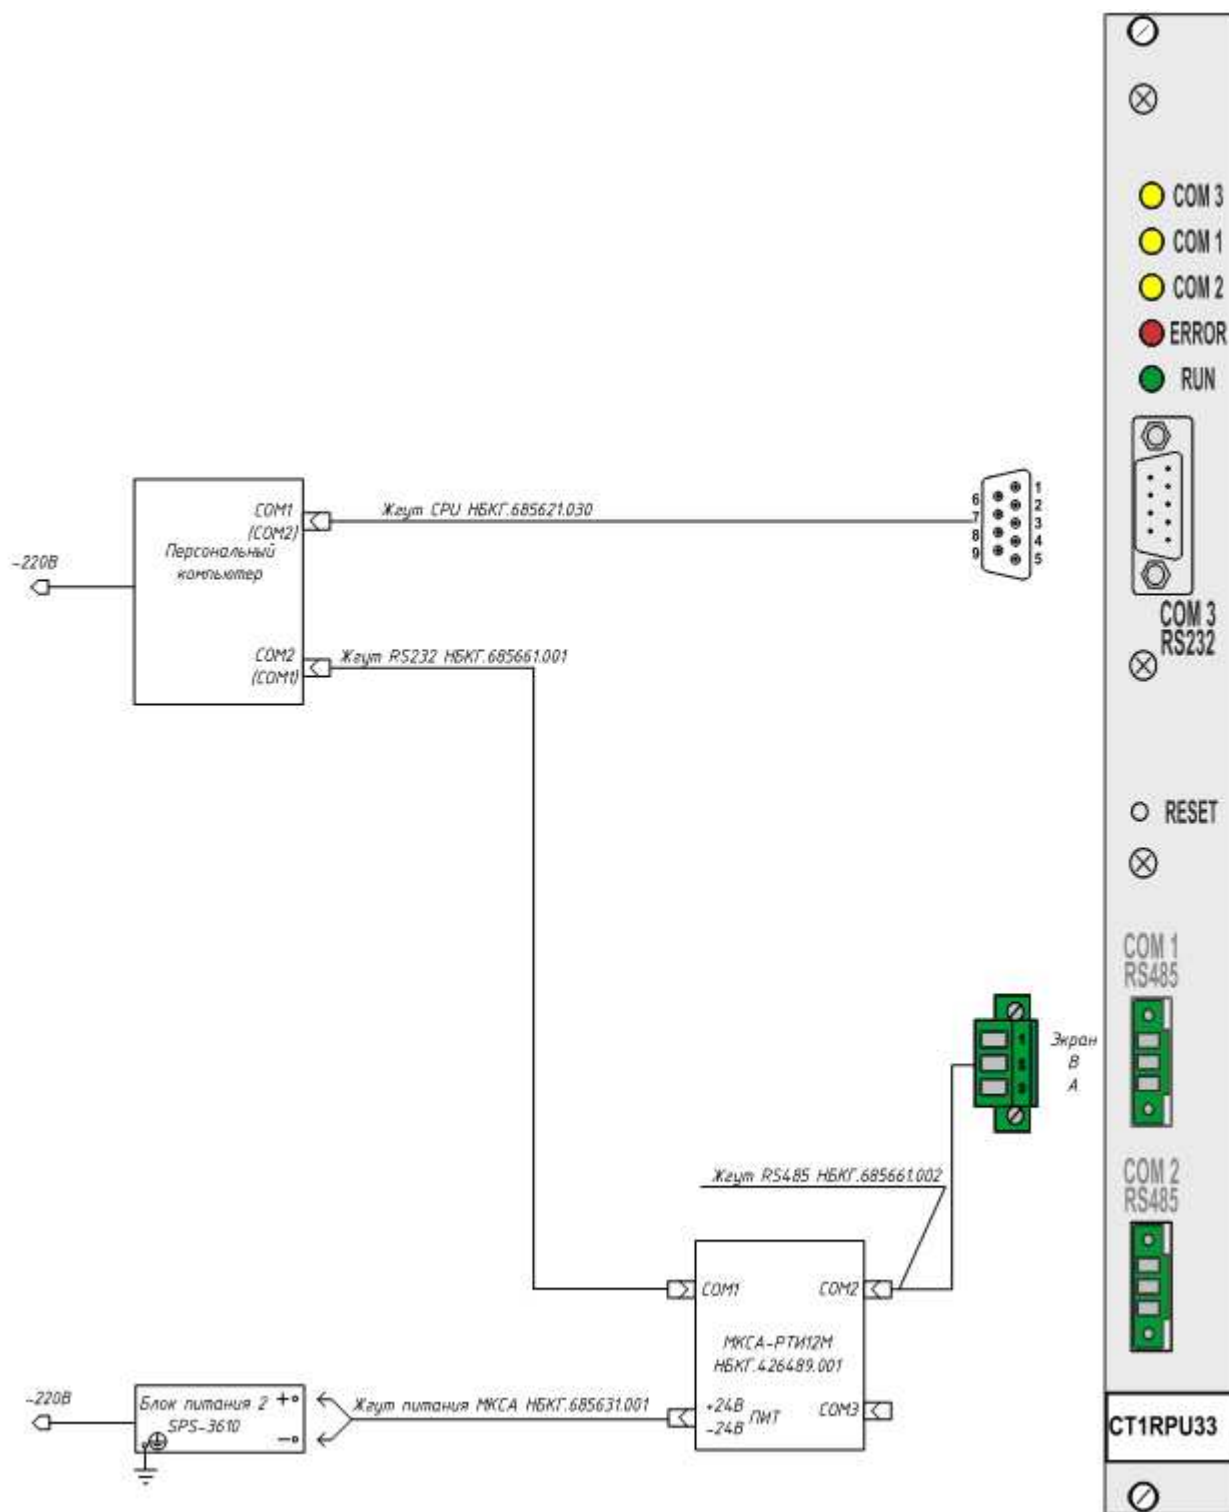 COM 3
COM 1
COM 2
ERROR
RUN
COM1
(COM2)
Персональный
компьютер
COM2
(COM1)
~220В
Жгут CPU НБКГ.685621.030
Жгут RS232 НБКГ.685661.001
6
7
8
9
1
2
3
4
5
COM 3
RS232
RESET
COM 1
RS485
1
Экран
B
A
COM 2
RS485
Жгут RS485 НБКГ.685661.002
COM1
COM2
МКСА-РТИ12М
НБКГ.426489.001
+24В
-24В
ПИТ
COM3
~220В
Блок питания 2
SPS-3610
+
-
Жгут питания МКСА НБКГ.685631.001
CT1RPU33